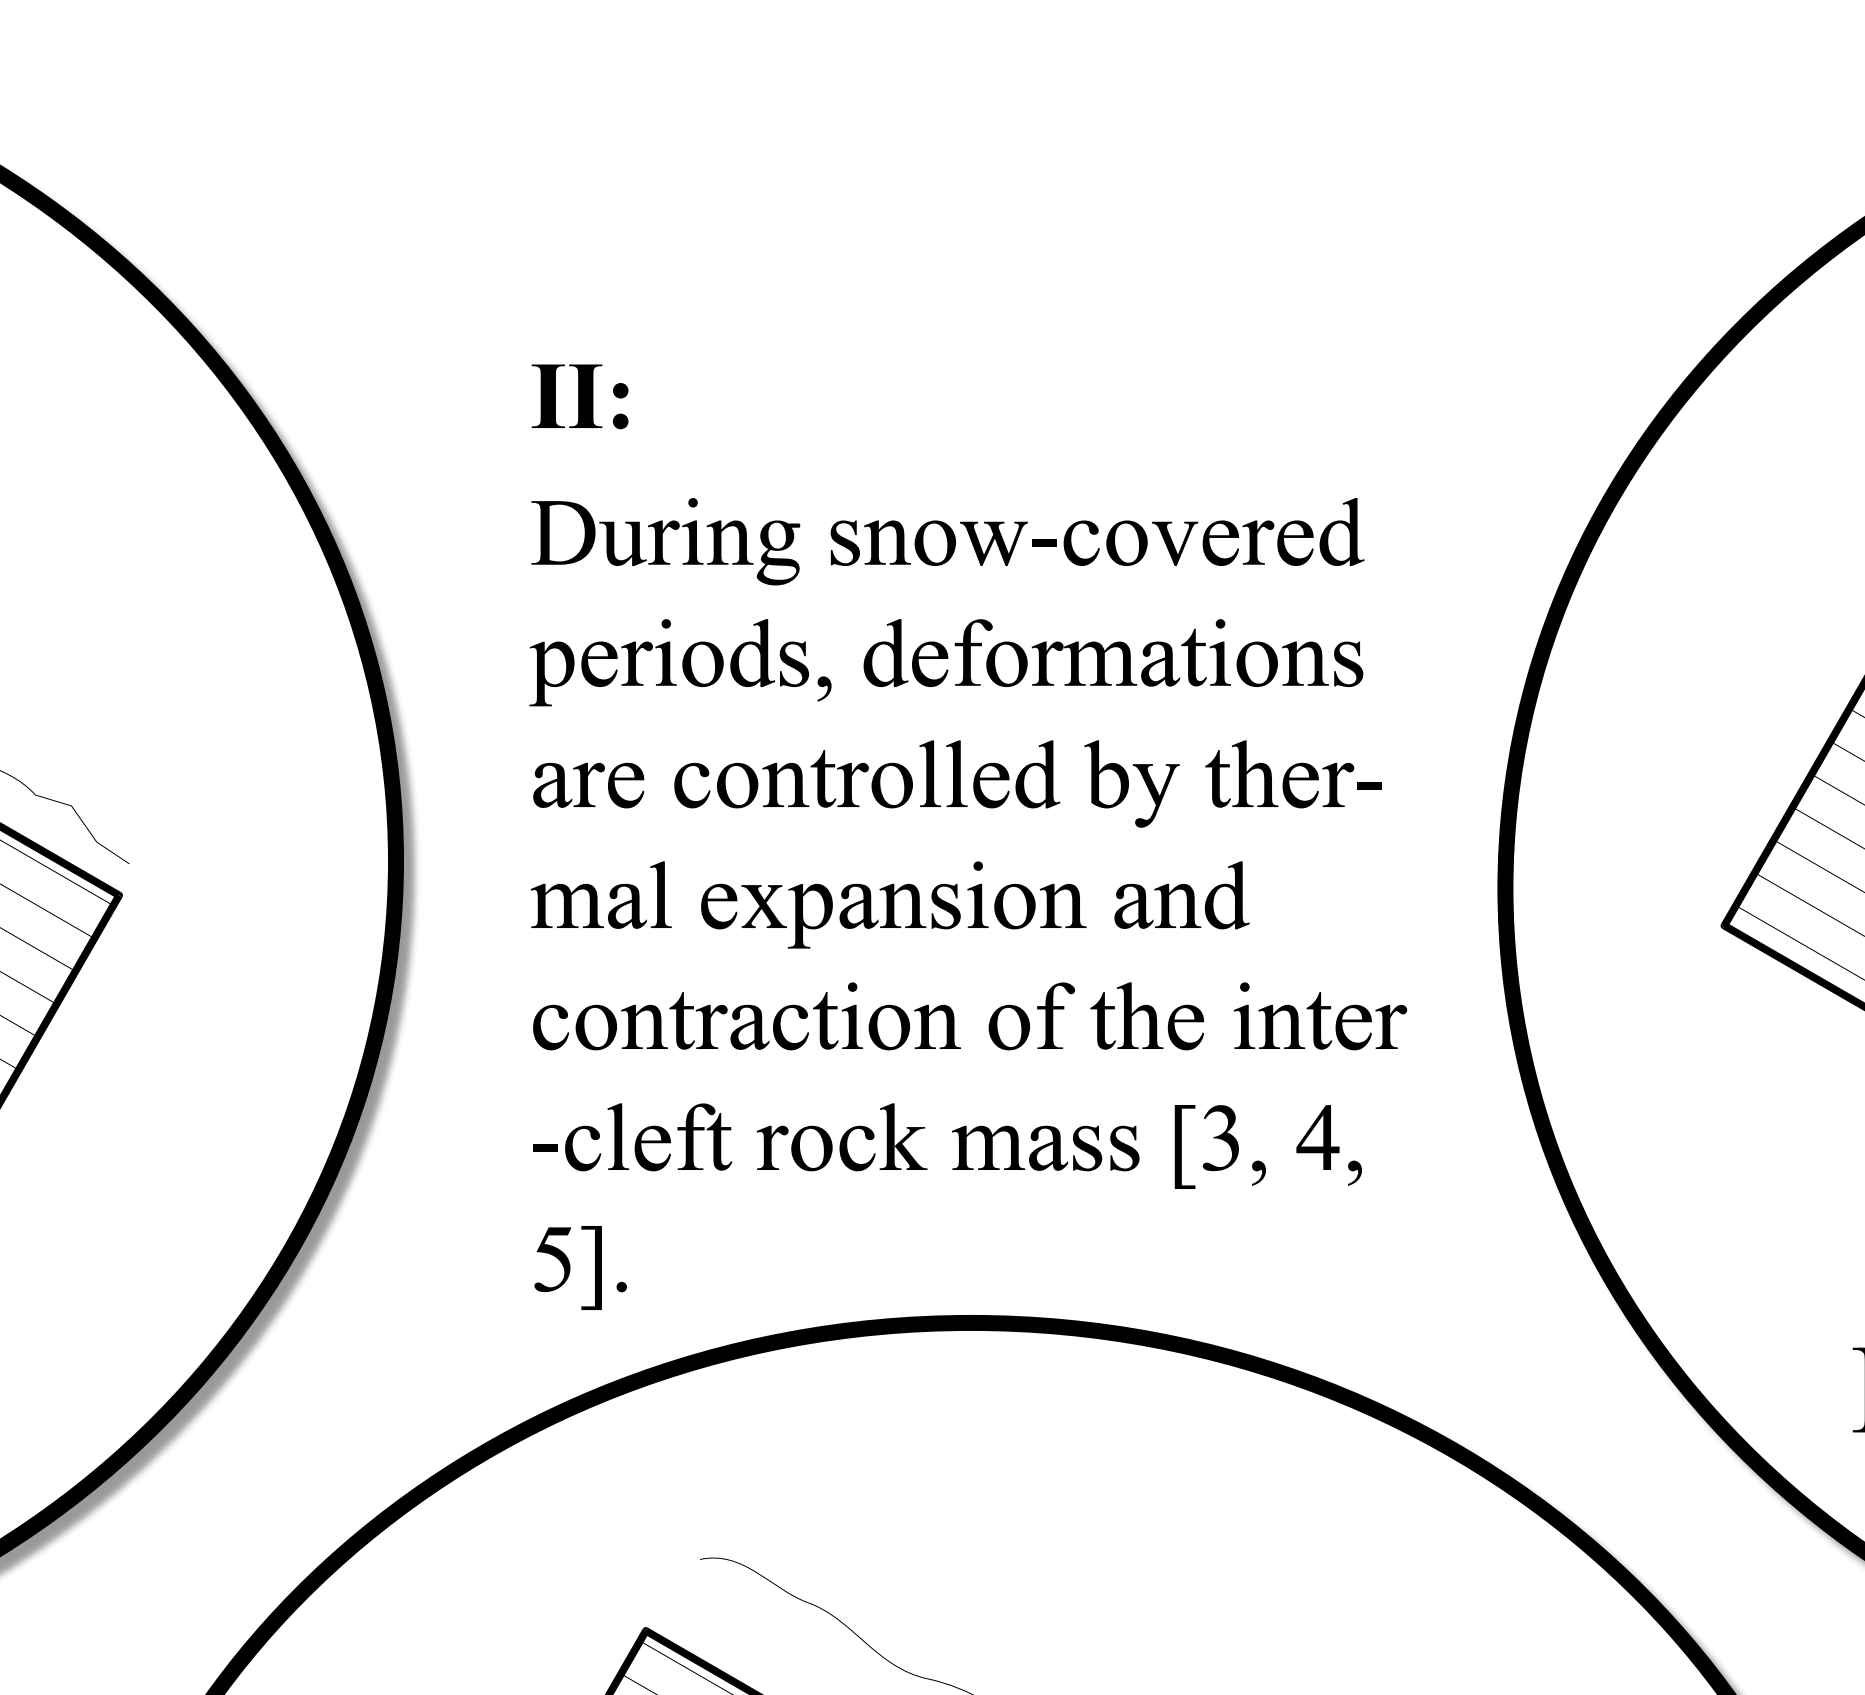 II:
During snow-covered
periods, deformations
are controlled by ther-
mal expansion and
contraction of the inter
-cleft rock mass [3, 4,
5].